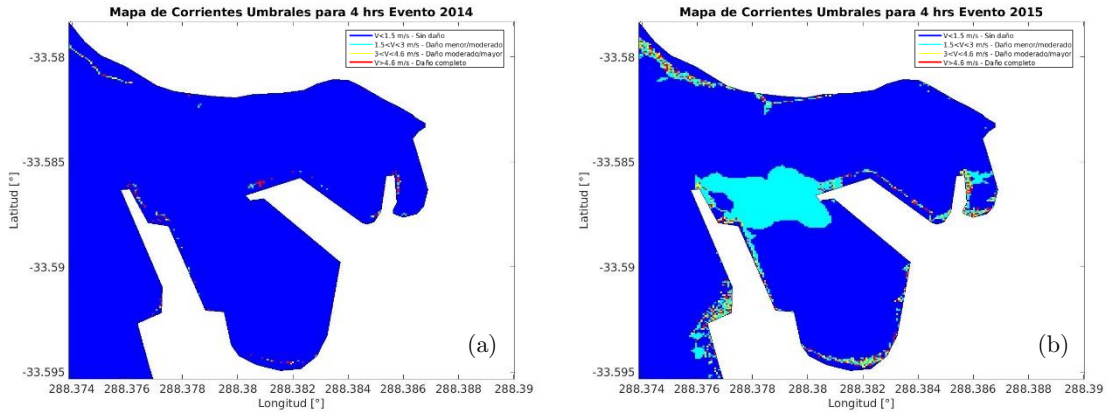 Mapa de Corrientes Umbrales para 4 hrs Evento 2014
V<1.5 m/s - Sin daño
1.5<V<3 m/s - Daño menor/moderado
3<V<4.6 m/s - Daño moderado/mayor
V>4.6 m/s - Daño completo
-33.58
-33.585
-33.59
-33.595
Latitud [°]
288.374 288.376 288.378 288.38 288.382 288.384 288.386 288.388 288.39
Longitud [°]
(a)
Mapa de Corrientes Umbrales para 4 hrs Evento 2015
V<1.5 m/s - Sin daño
1.5<V<3 m/s - Daño menor/moderado
3<V<4.6 m/s - Daño moderado/mayor
V>4.6 m/s - Daño completo
-33.58
-33.585
-33.59
-33.595
Latitud [°]
288.374 288.376 288.378 288.38 288.382 288.384 288.386 288.388 288.39
Longitud [°]
(b)